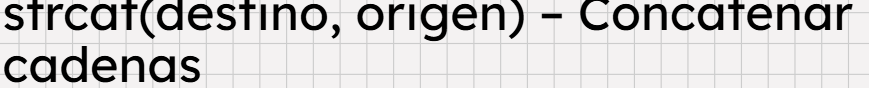 strcat(destino, origen) – Concatenar
cadenas